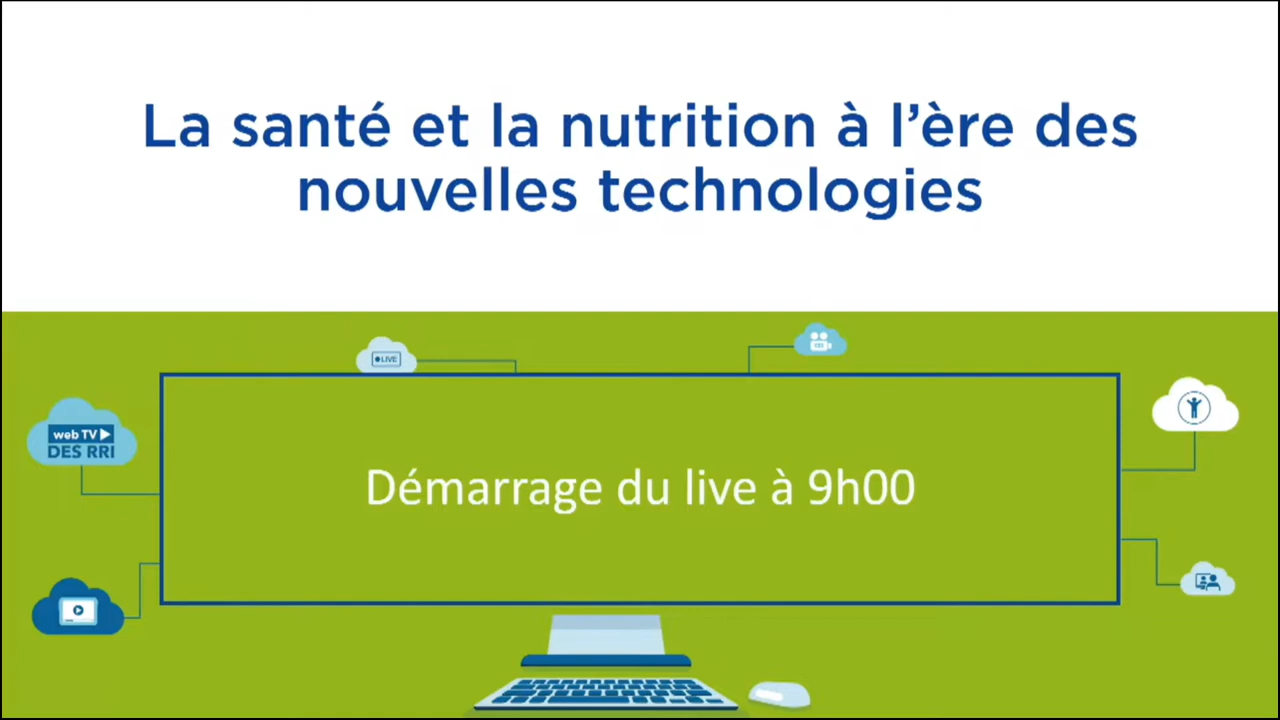 La santé et la nutrition à l’ère des
nouvelles technologies
LIVE
web TV
DES RRI
Démarrage du live à 9h00